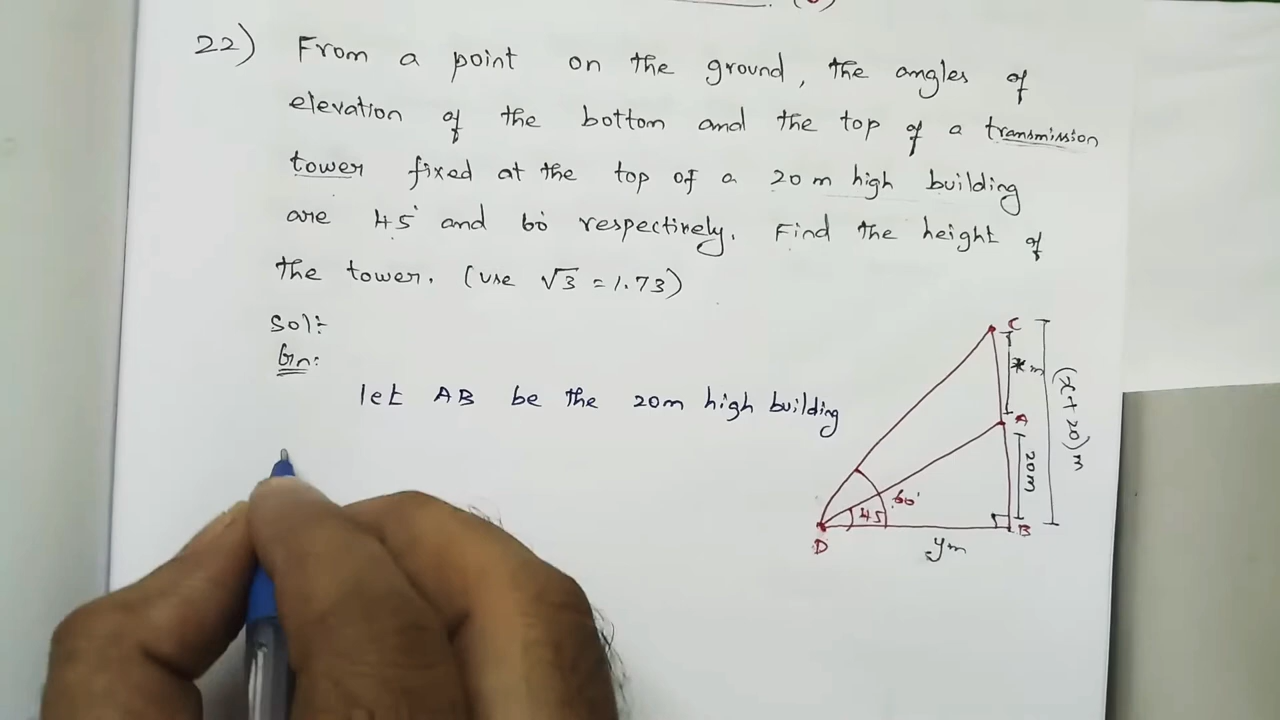 22) From a point on the ground, the angles of
elevation of the bottom and the top of a transmission
tower fixed at the top of a 20 m high building
are 45° and 60° respectively. Find the height of
the tower. (use √3 = 1.73)
Sol:-
Gn:
let AB be the 20m high building
C
x m
A
20m
(x+20)m
60°
45
D
B
y m